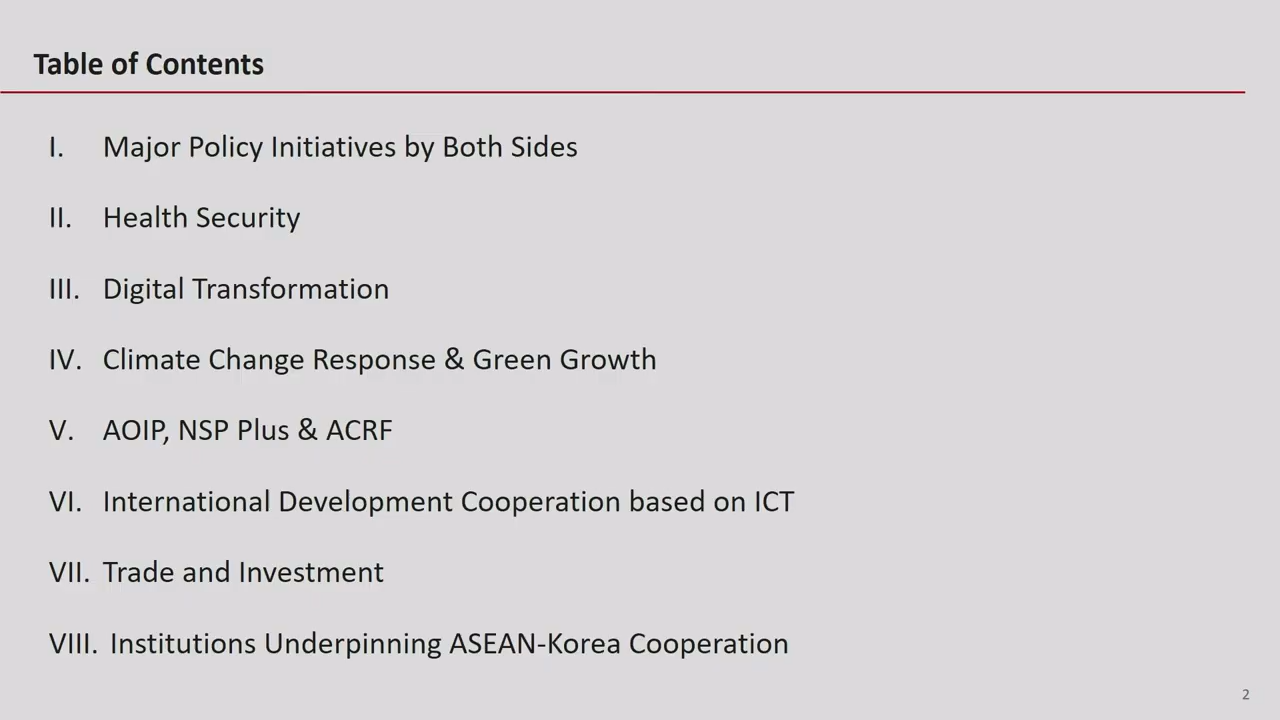 Table of Contents
I. Major Policy Initiatives by Both Sides
II. Health Security
III. Digital Transformation
IV. Climate Change Response & Green Growth
V. AOIP, NSP Plus & ACRF
VI. International Development Cooperation based on ICT
VII. Trade and Investment
VIII. Institutions Underpinning ASEAN-Korea Cooperation
2